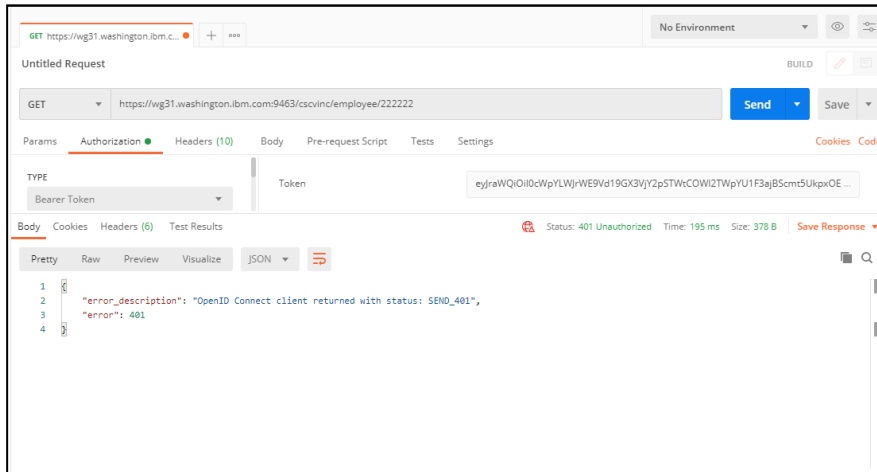 GET https://wg31.washington.ibm.c... + ooo No Environment
Untitled Request BUILD
GET https://wg31.washington.ibm.com:9463/cscvinc/employee/222222 Send Save
Params Authorization Headers (10) Body Pre-request Script Tests Settings Cookies Cod
TYPE
Bearer Token
Token
Body Cookies Headers (6) Test Results Status: 401 Unauthorized Time: 195 ms Size: 378 B Save Response
Pretty Raw Preview Visualize JSON
1 {
2 "error_description": "OpenID Connect client returned with status: SEND_401",
3 "error": 401
4 }